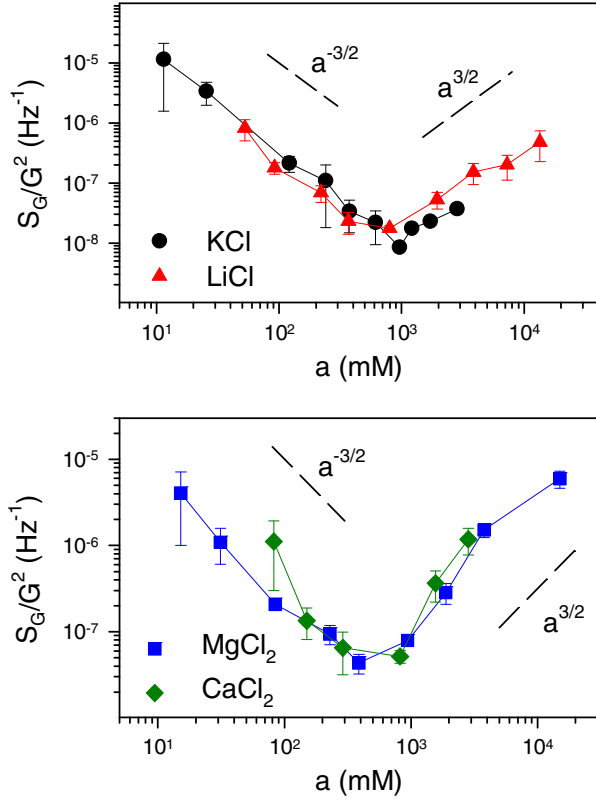 a^{-3/2}
a^{3/2}
10^{-5}
10^{-6}
10^{-7}
10^{-8}
S_G/G^2 (Hz^{-1})
KCl
LiCl
10^1 10^2 10^3 10^4
a (mM)
a^{-3/2}
10^{-5}
10^{-6}
10^{-7}
S_G/G^2 (Hz^{-1})
a^{3/2}
MgCl_2
CaCl_2
10^1 10^2 10^3 10^4
a (mM)